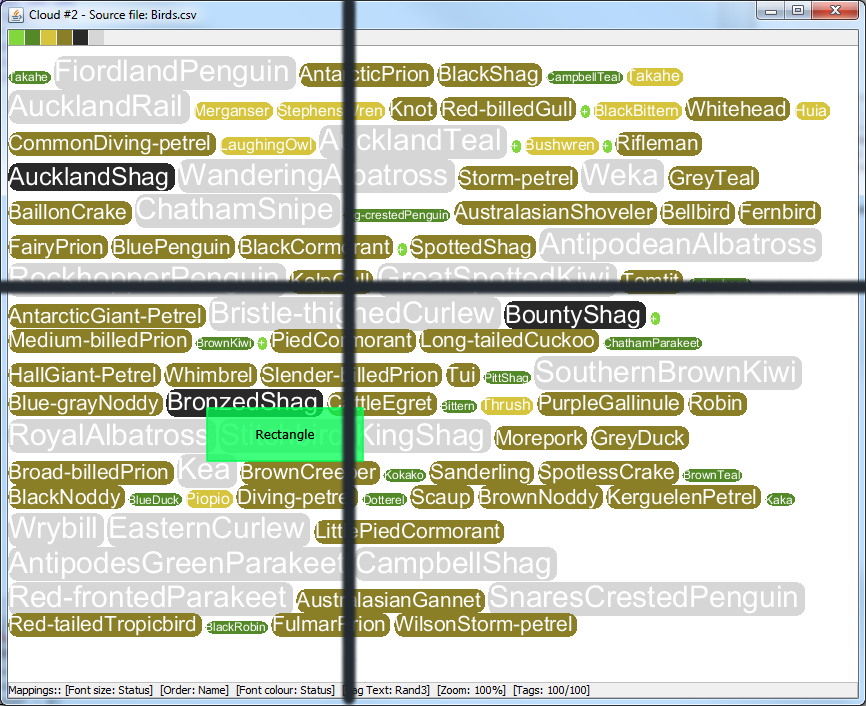 Cloud #2 - Source file: Birds.csv
Takahe FiordlandPenguin AntarcticPrion BlackShag CampbellTeal Takahe
AucklandRail Merganser StephensWren Knot Red-billedGull + BlackBittern Whitehead Huia
CommonDiving-petrel LaughingOwl AucklandTeal + Bushwren + Rifleman
AucklandShag WanderingAlbatross Storm-petrel Weka GreyTeal
BaillonCrake ChathamSnipe g-crestedPenguin AustralasianShoveler Bellbird Fernbird
FairyPrion BluePenguin BlackCormorant + SpottedShag AntipodeanAlbatross
RockhopperPenguin KelpGull GreatSpottedKiwi Tomtit
AntarcticGiant-Petrel Bristle-thighedCurlew BountyShag +
Medium-billedPrion BrownKiwi + PiedCormorant Long-tailedCuckoo ChathamParakeet
HallGiant-Petrel Whimbrel Slender-billedPrion Tui PittShag SouthernBrownKiwi
Blue-grayNoddy BronzedShag CattleEgret Bittern Thrush PurpleGallinule Robin
RoyalAlbatross Rectangle KingShag Morepork GreyDuck
Broad-billedPrion Kea BrownCreeper Kokako Sanderling SpotlessCrake BrownTeal
BlackNoddy BlueDuck Piopio Diving-petrel Dotterel Scaup BrownNoddy KerguelenPetrel Kaka
Wrybill EasternCurlew LittlePiedCormorant
AntipodesGreenParakeet CampbellShag
Red-frontedParakeet AustralasianGannet SnaresCrestedPenguin
Red-tailedTropicbird BlackRobin FulmarPrion WilsonStorm-petrel
Mappings:: [Font size: Status] [Order: Name] [Font colour: Status] [Tag Text: Rand3] [Zoom: 100%] [Tags: 100/100]